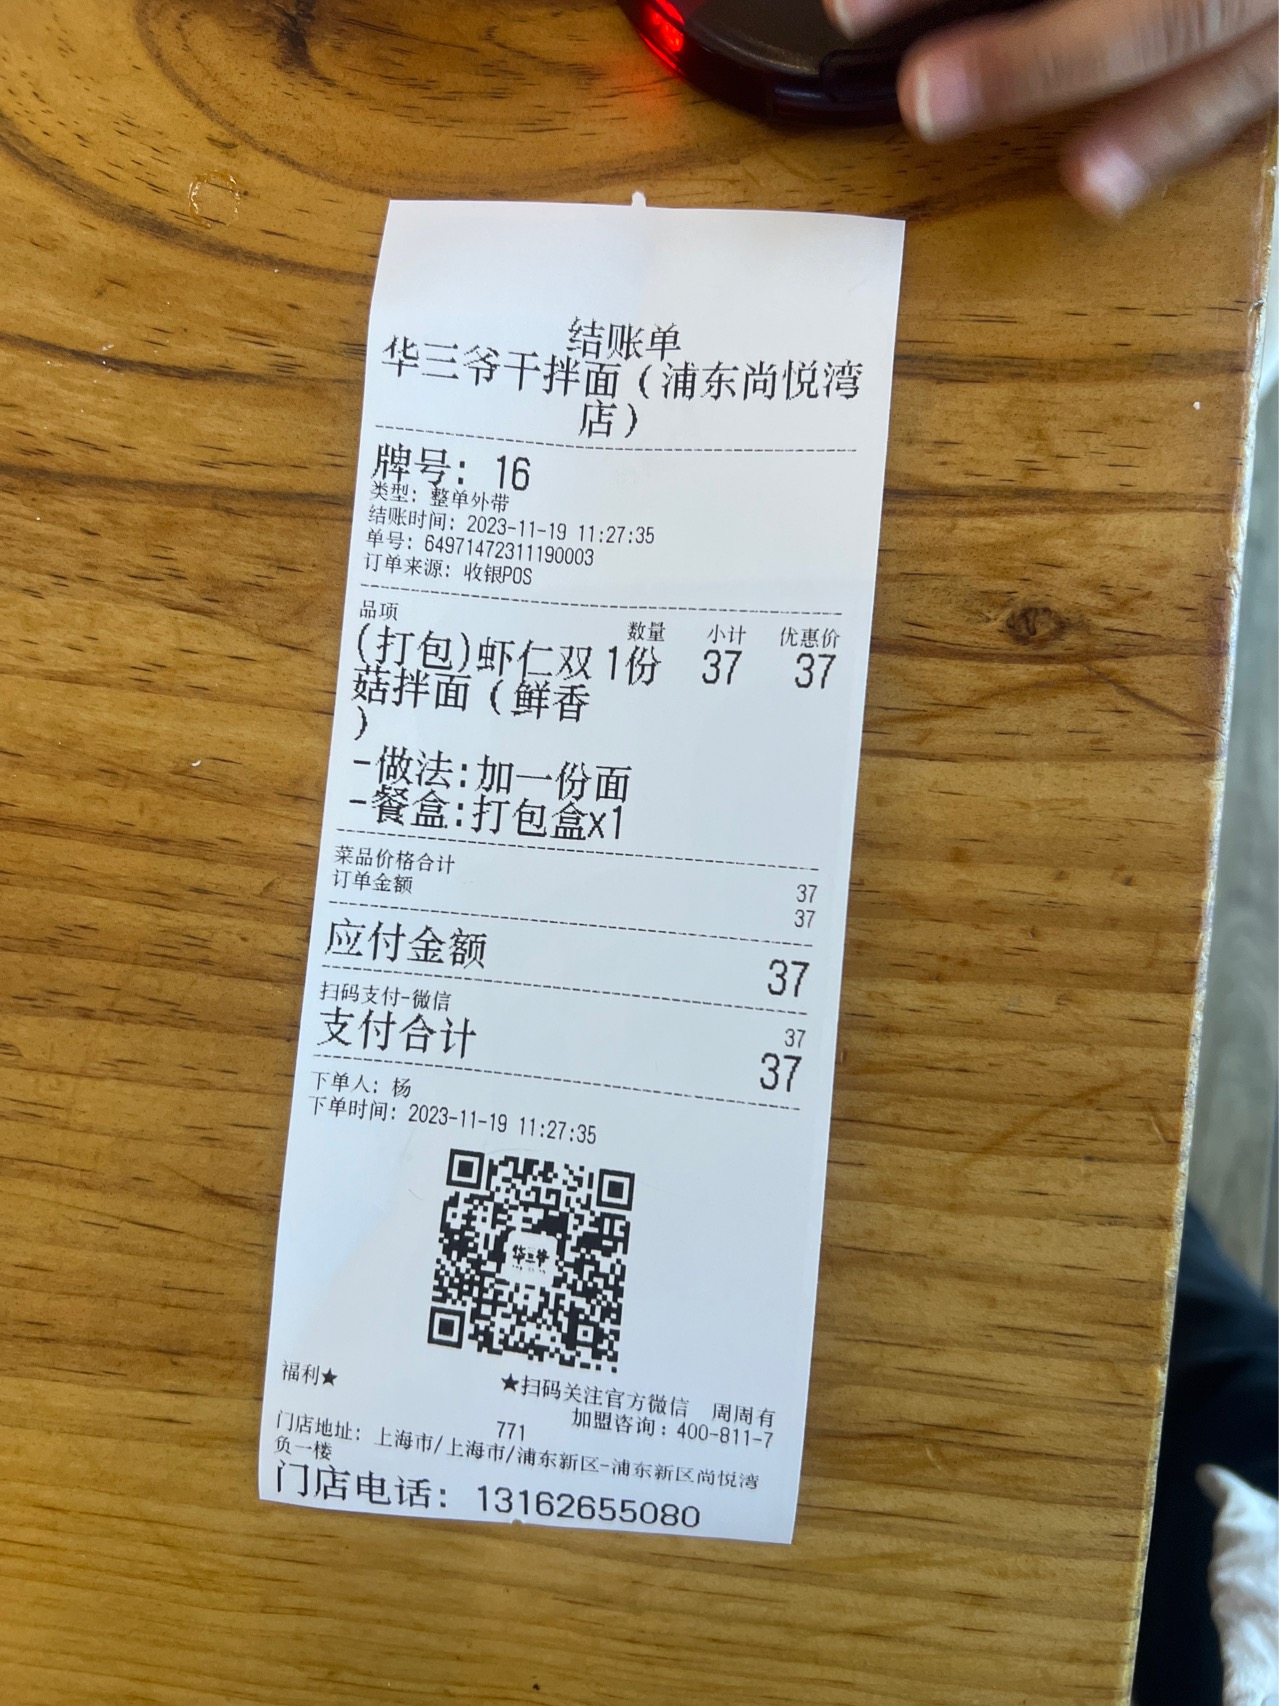 结账单
华三爷干拌面（浦东尚悦湾
店）
牌号：16
类型：整单外带
结账时间：2023-11-19 11:27:35
单号：64971472311190003
订单来源：收银POS
品项 数量 小计 优惠价
(打包)虾仁双 1份 37 37
菇拌面（鲜香
）
-做法:加一份面
-餐盒:打包盒x1
菜品价格合计 37
订单金额 37
应付金额 37
扫码支付-微信 37
支付合计 37
下单人：杨
下单时间：2023-11-19 11:27:35
华三爷
★扫码关注官方微信 周周有
福利★
加盟咨询：400-811-7
771
门店地址：上海市/上海市/浦东新区-浦东新区尚悦湾
负一楼
门店电话：13162655080